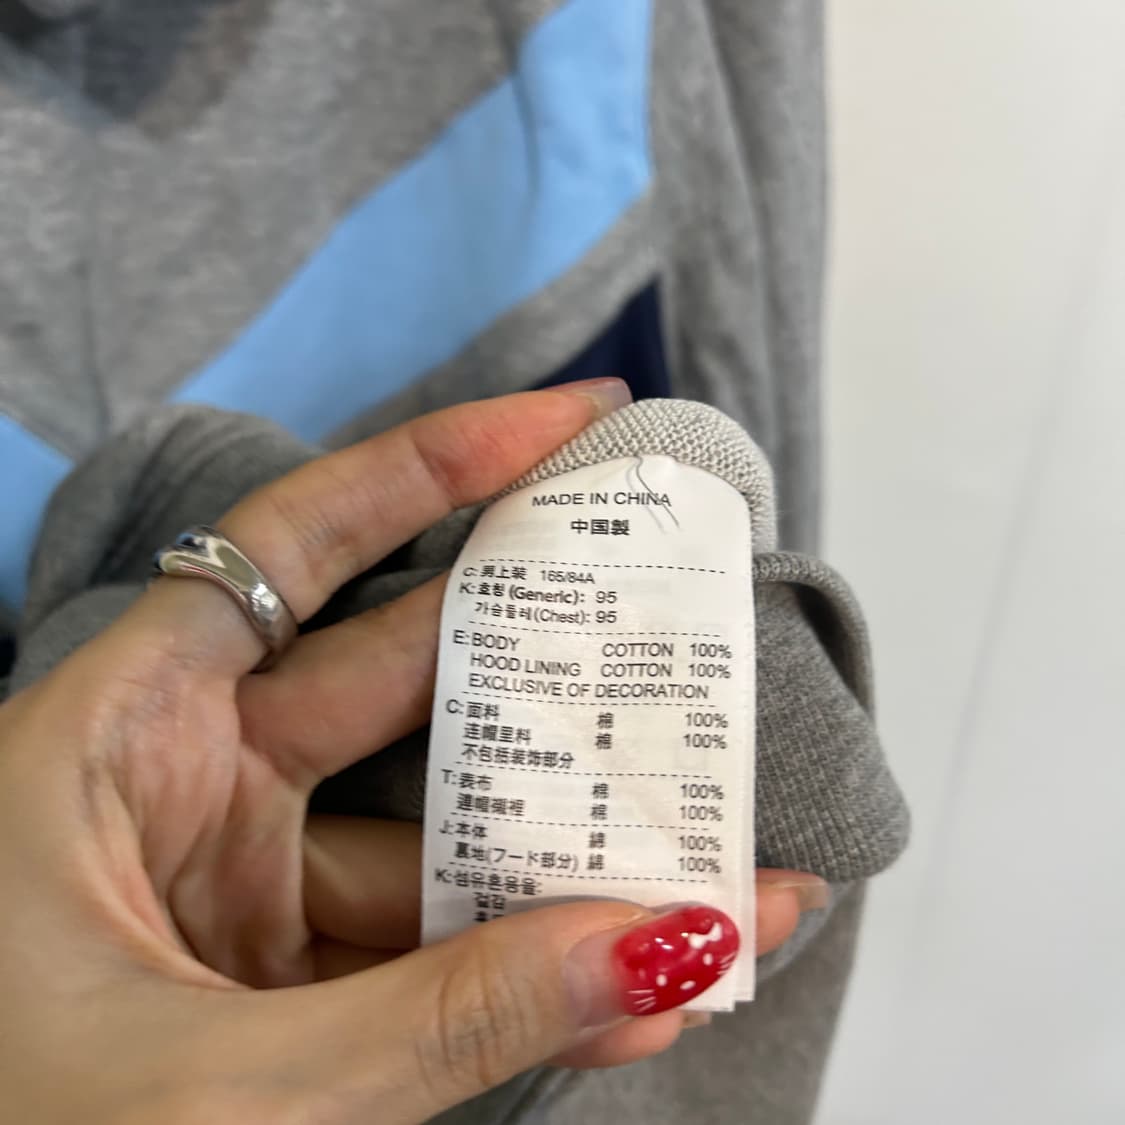 MADE IN CHINA
中国製
C: 男上装 165/84A
K: 호칭 (Generic): 95
가슴둘레(Chest): 95
E: BODY COTTON 100%
HOOD LINING COTTON 100%
EXCLUSIVE OF DECORATION
C: 面料 棉 100%
连帽里料 棉 100%
不包括装饰部分
T: 表布 棉 100%
連帽襯裡 棉 100%
J: 本体 綿 100%
裏地(フード部分) 綿 100%
K: 섬유혼용율:
겉감